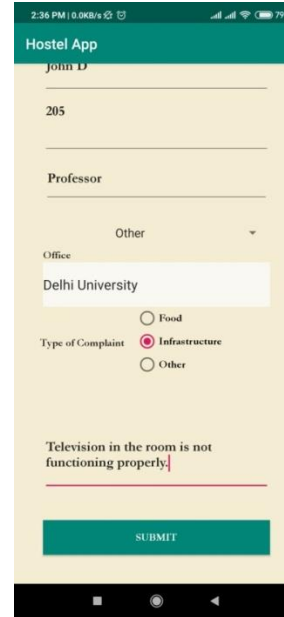 2:36 PM | 0.0KB/s
79
Hostel App
John D
205
Professor
Other
Office
Delhi University
Food
Type of Complaint
Infrastructure
Other
Television in the room is not
functioning properly.
SUBMIT